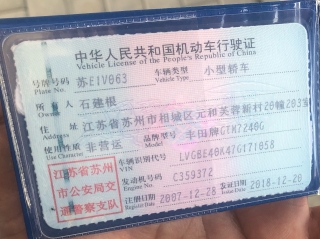 中华人民共和国机动车行驶证
Vehicle License of the People's Republic of China
号牌号码 苏E1V063 车辆类型 小型轿车
Plate No. Vehicle Type
所有人 石建根
Owner
住址 江苏省苏州市相城区元和芙蓉新村20幢203室
Address
使用性质 非营运 品牌型号 丰田牌GTM7240G
Use Character Model
江苏省苏州市公安局交通警察支队
车辆识别代号 LVGBE40K47G171058
VIN
发动机号码 C359372
Engine No.
注册日期 2007-12-28 发证日期 2018-12-26
Register Date Issue Date